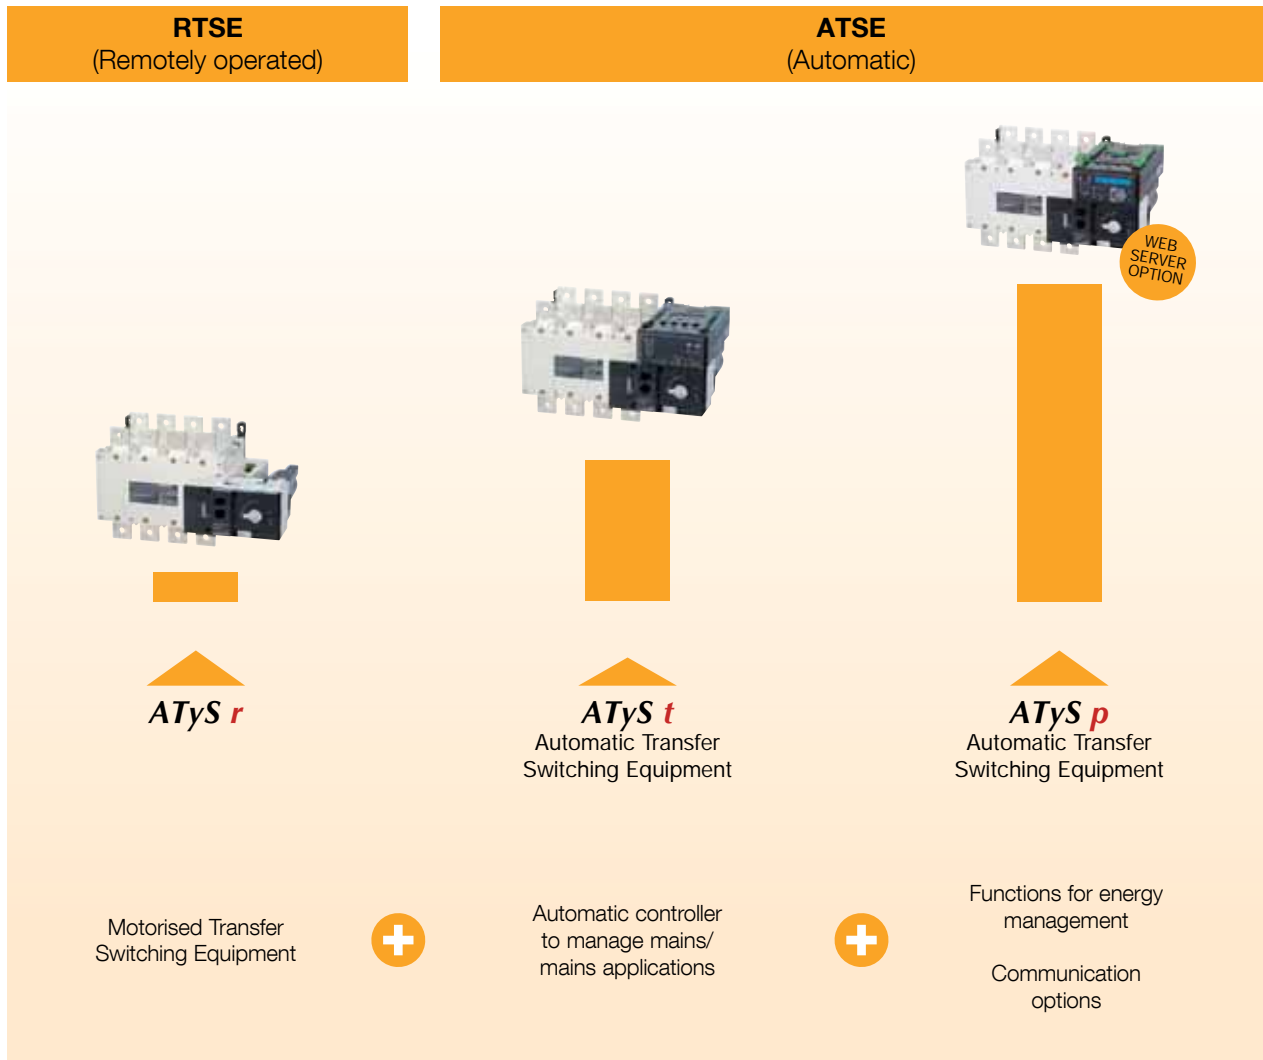 RTSE
(Remotely operated)
ATSE
(Automatic)
WEB
SERVER
OPTION
ATyS r
ATyS t
Automatic Transfer
Switching Equipment
ATyS p
Automatic Transfer
Switching Equipment
Motorised Transfer
Switching Equipment
Automatic controller
to manage mains/
mains applications
Functions for energy
management
Communication
options